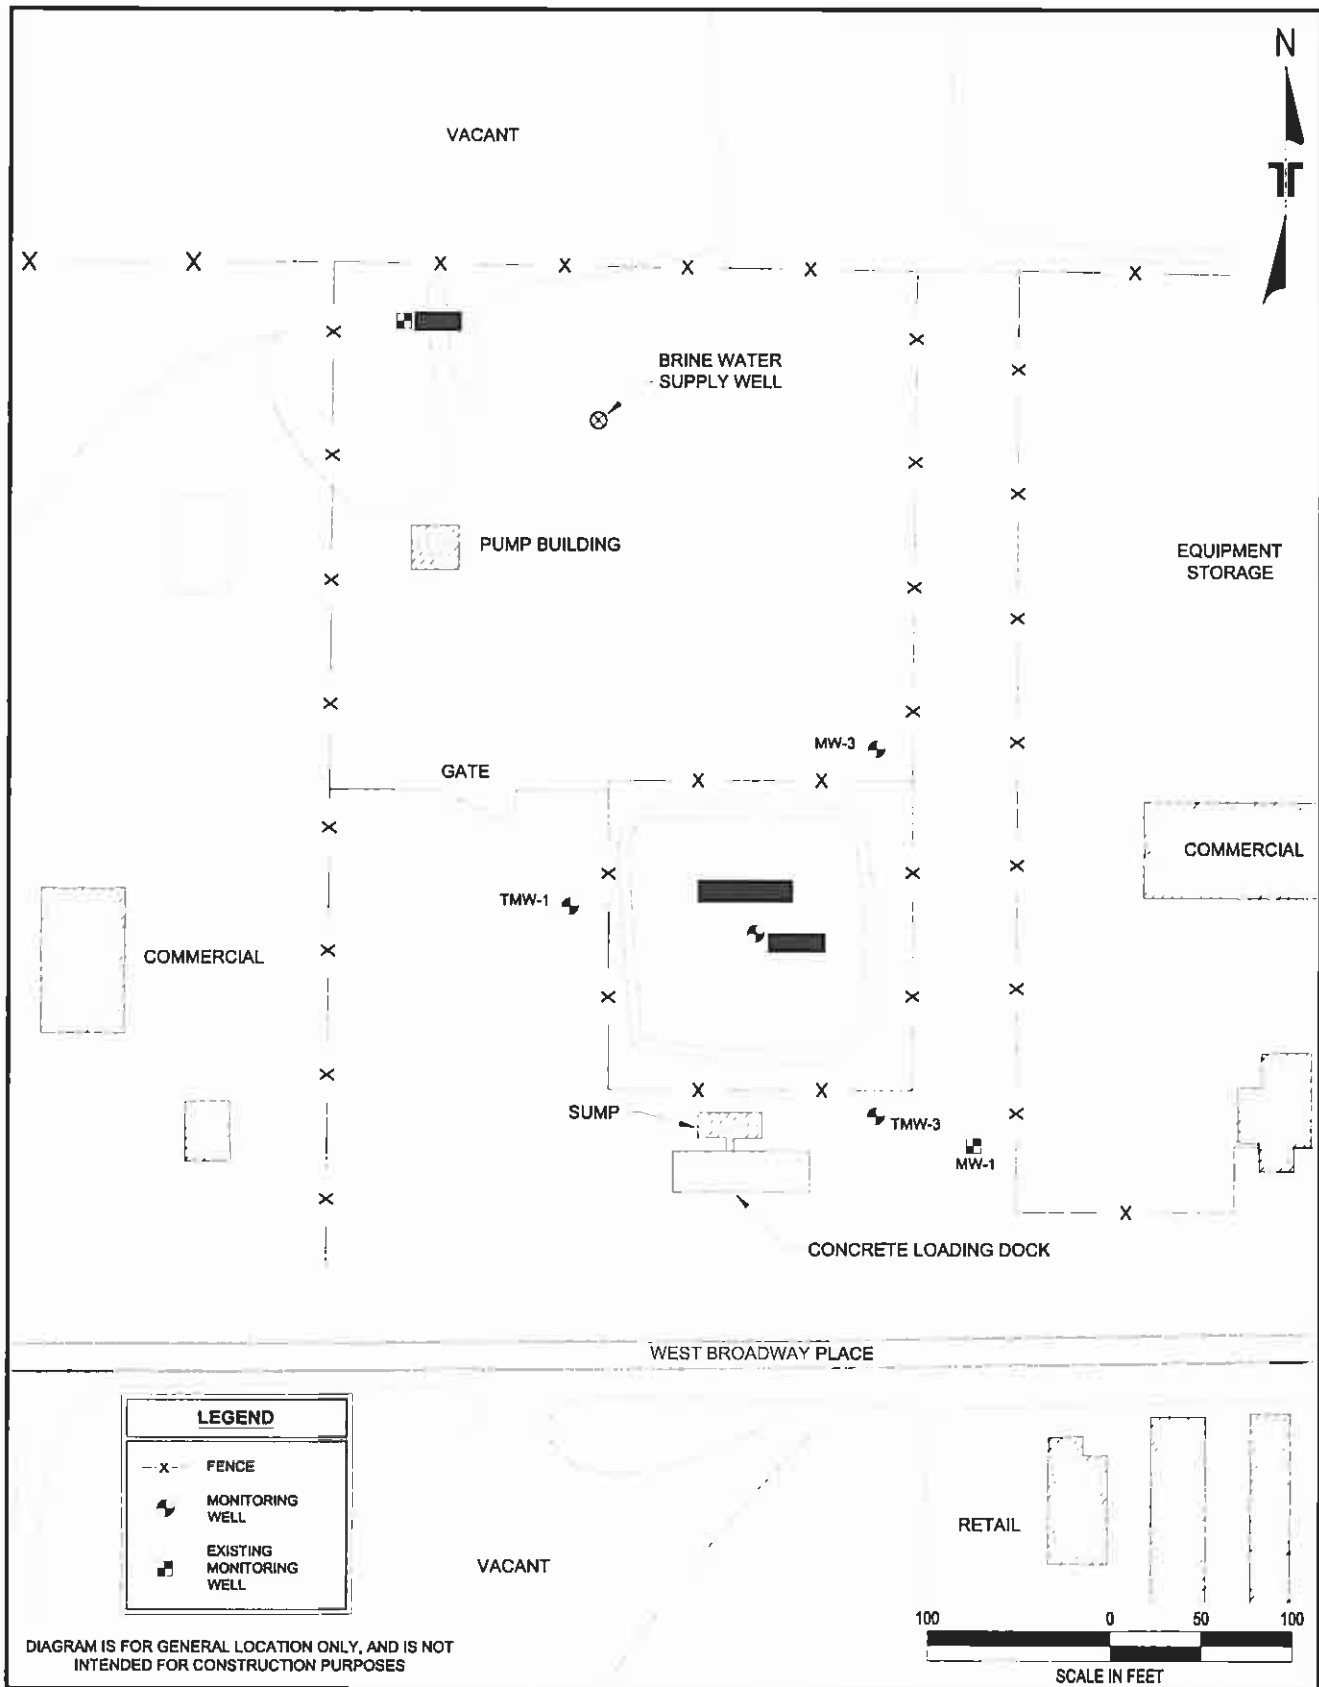 N
VACANT
BRINE WATER
SUPPLY WELL
PUMP BUILDING
EQUIPMENT
STORAGE
MW-3
GATE
COMMERCIAL
TMW-1
COMMERCIAL
SUMP
TMW-3
MW-1
CONCRETE LOADING DOCK
WEST BROADWAY PLACE
LEGEND
-X- FENCE
MONITORING
WELL
EXISTING
MONITORING
WELL
VACANT
RETAIL
100 0 50 100
SCALE IN FEET
DIAGRAM IS FOR GENERAL LOCATION ONLY, AND IS NOT
INTENDED FOR CONSTRUCTION PURPOSES